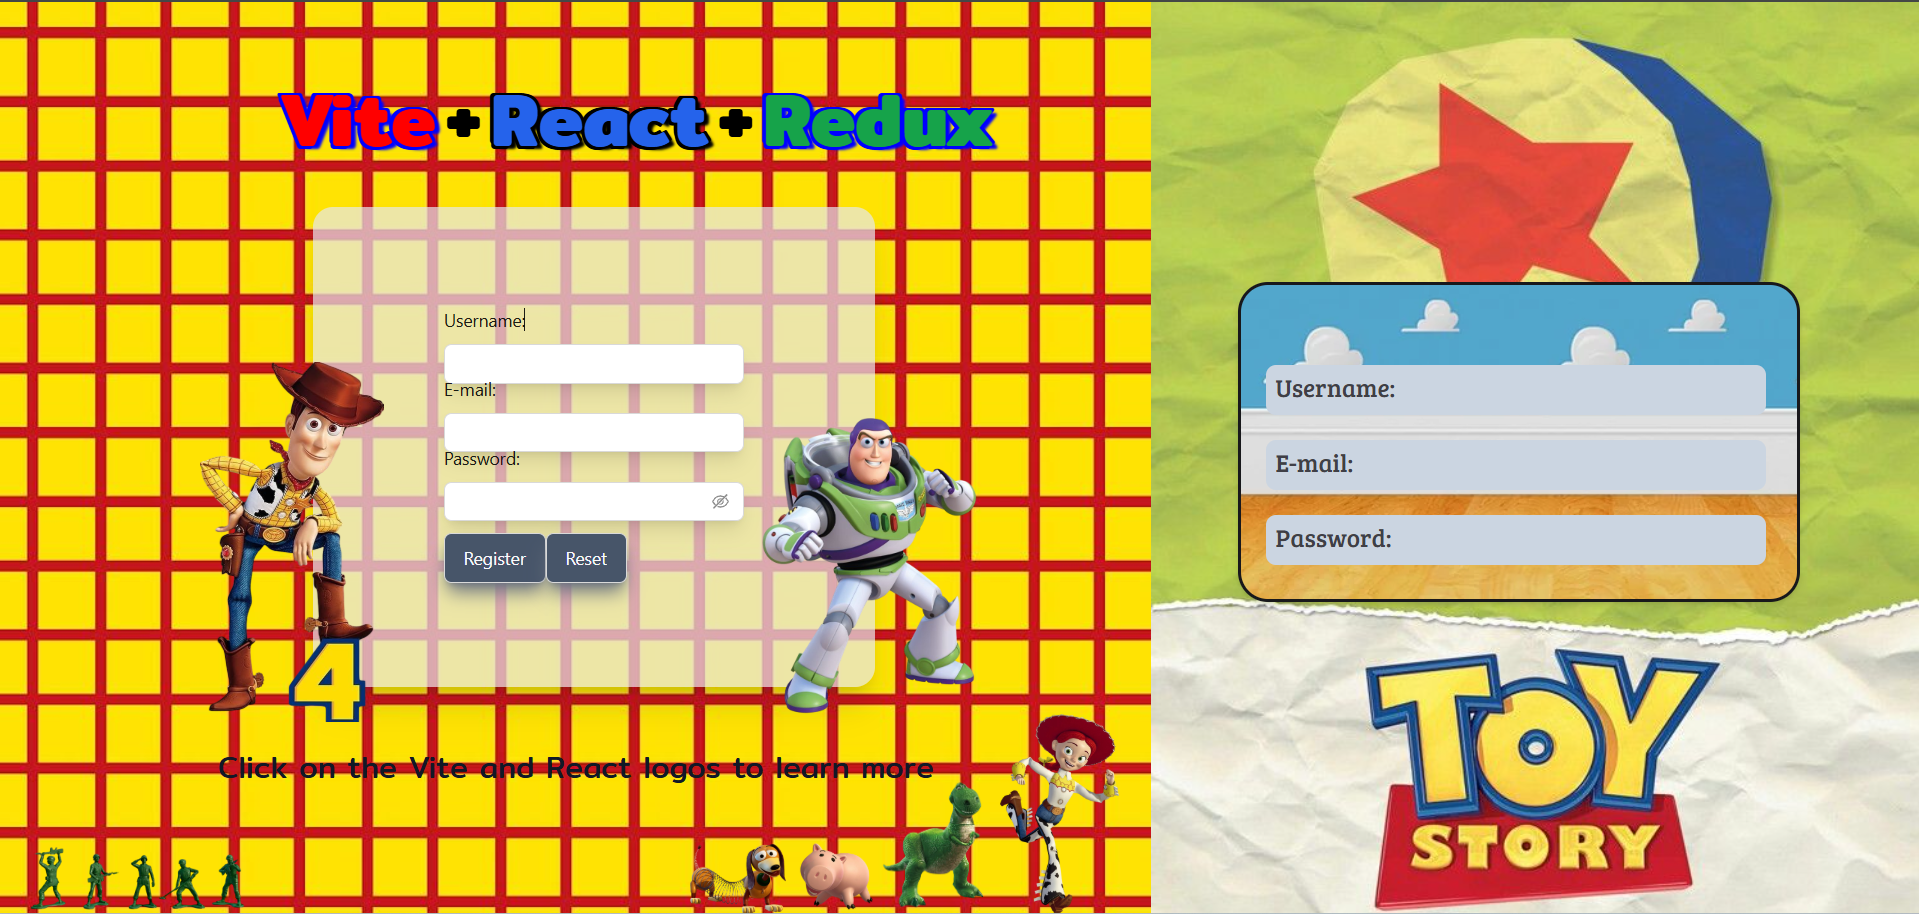 Vite + React + Redux
Username:
E-mail:
Password:
Register Reset
4
Click on the Vite and React logos to learn more
Username:
E-mail:
Password:
TOY
STORY